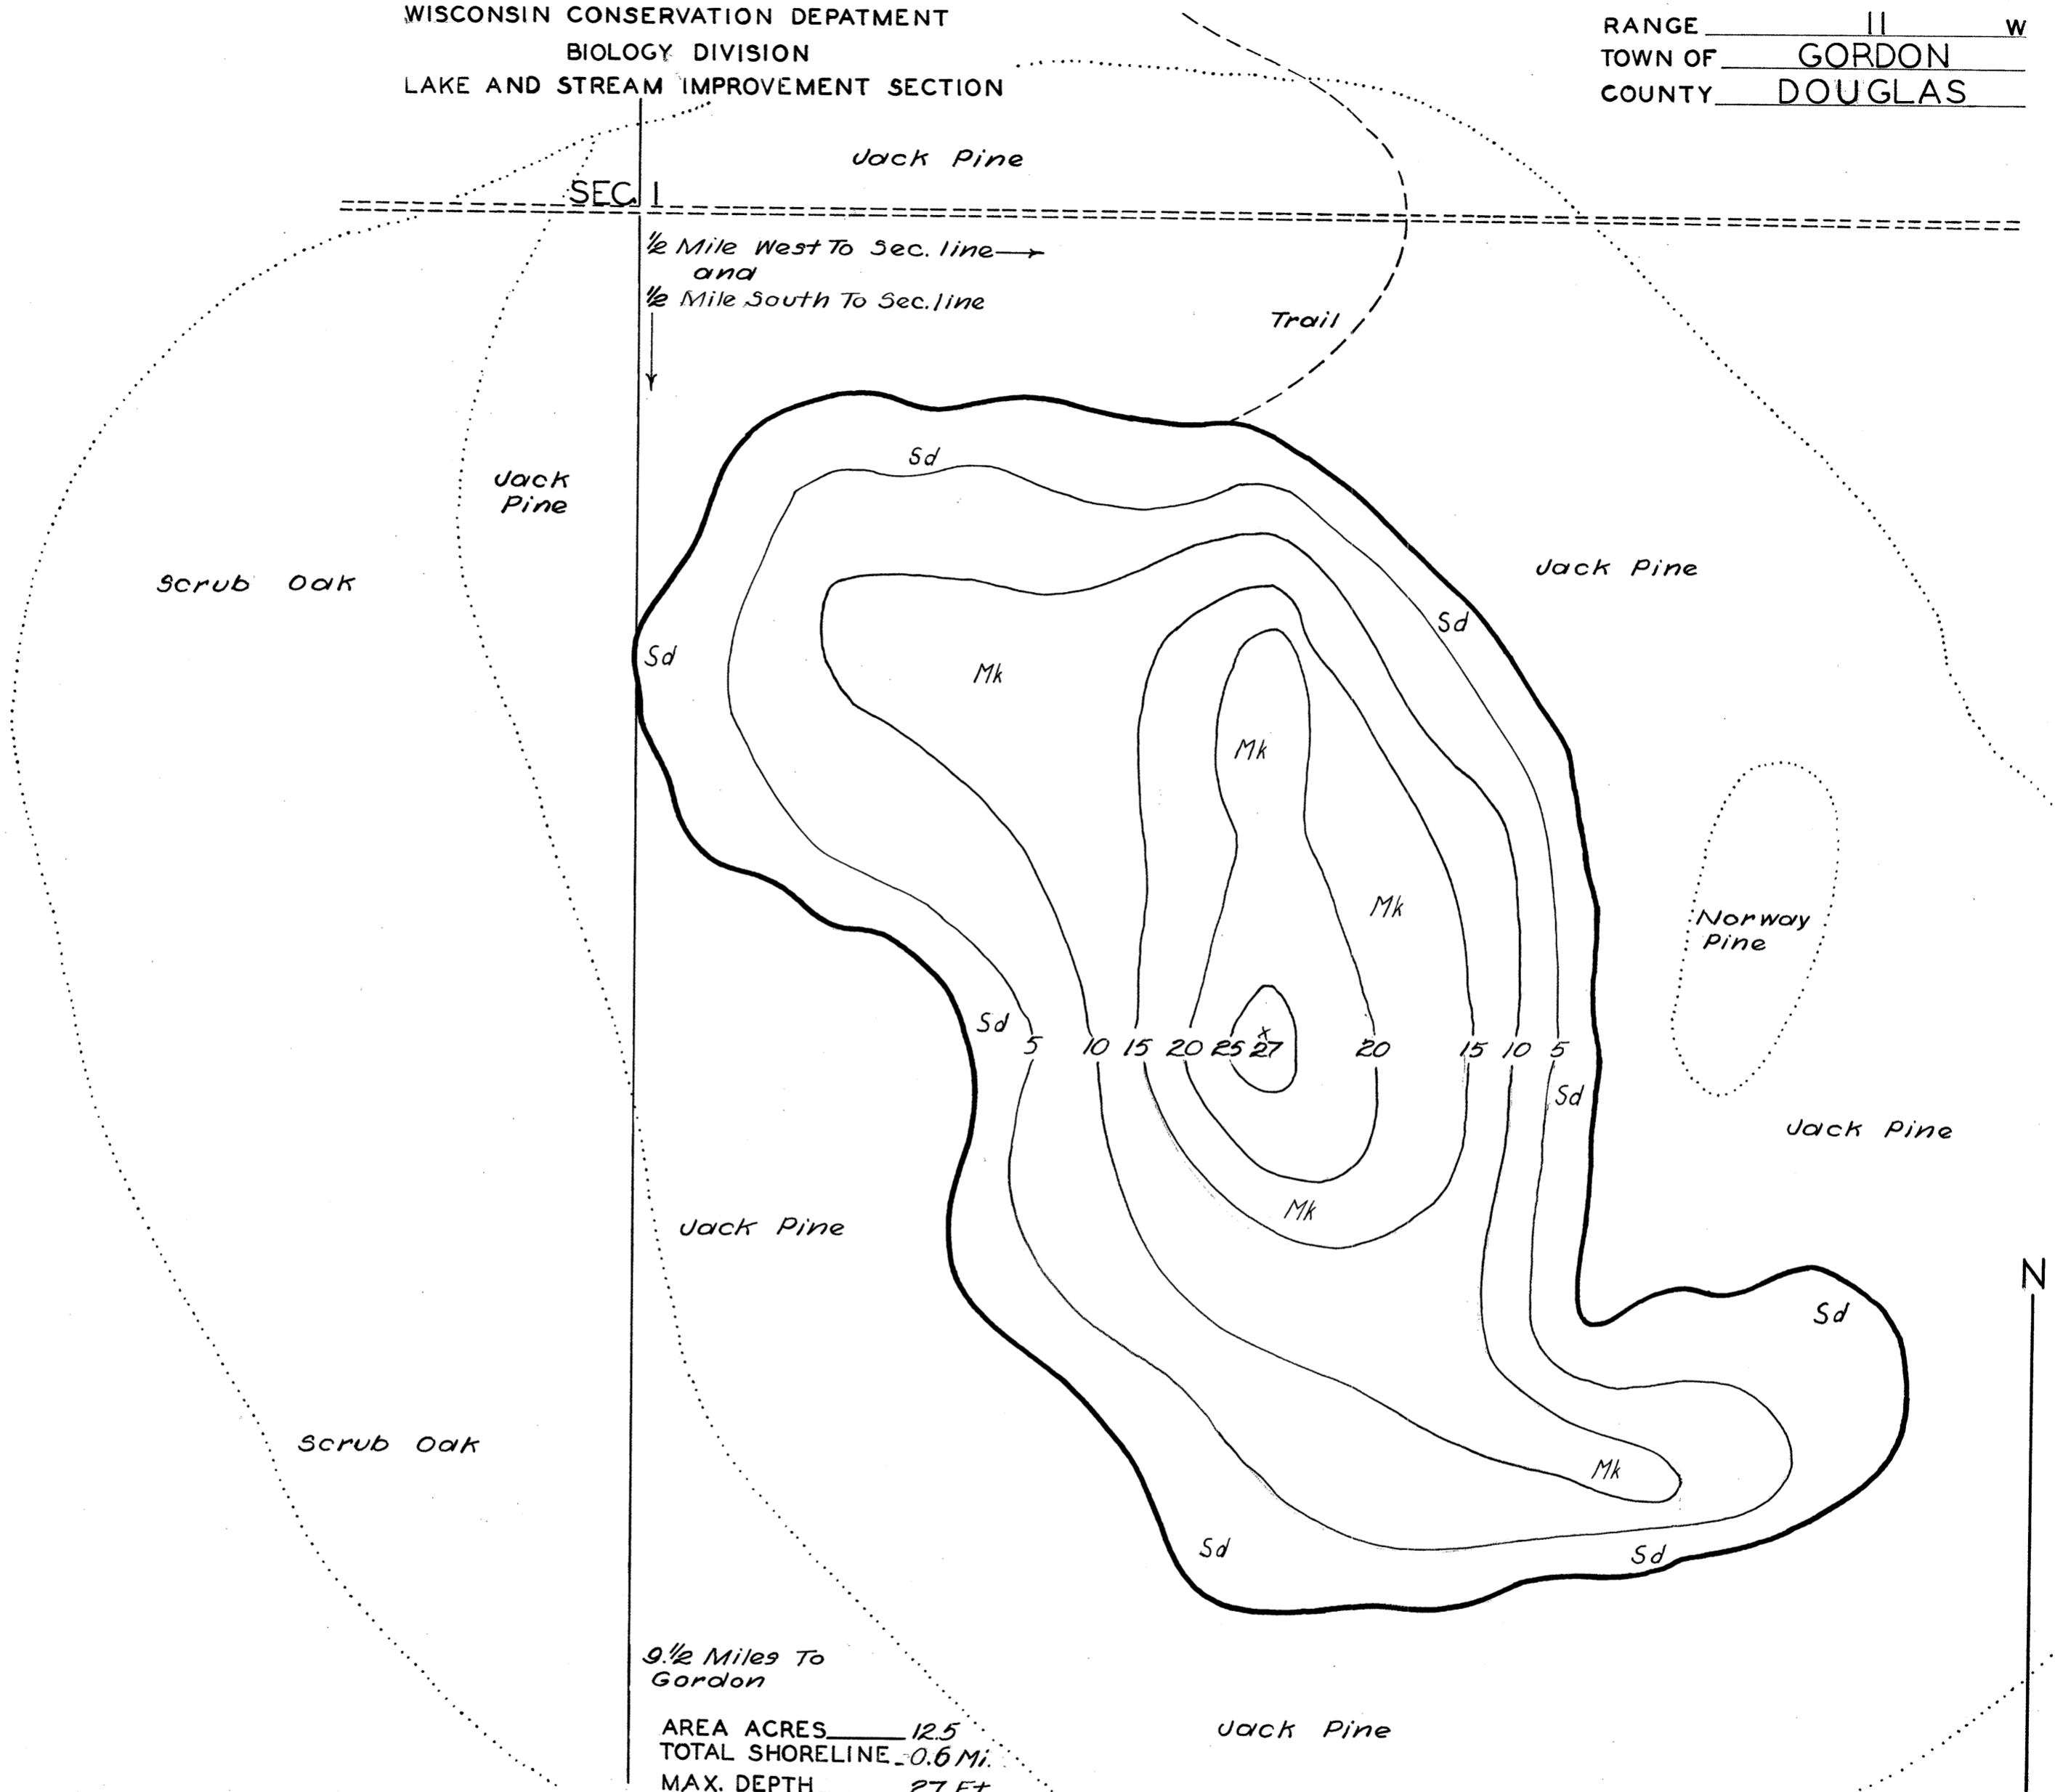 WISCONSIN CONSERVATION DEPATMENT
BIOLOGY DIVISION
LAKE AND STREAM IMPROVEMENT SECTION
RANGE 11 W
TOWN OF GORDON
COUNTY DOUGLAS
Jack Pine
SEC. 1
1/2 Mile West To Sec. line
and
1/2 Mile South To Sec. line
Trail
Sd
Jack
Pine
Scrub Oak
Jack Pine
Sd
Sd
Mk
Mk
Mk
Norway
Pine
Sd
5 10 15 20 25 27 20 15 10 5
Sd
Jack Pine
Mk
Jack Pine
N
Sd
Scrub Oak
Mk
Sd
Sd
9.1/2 Miles To
Gordon
AREA ACRES 12.5
Jack Pine
TOTAL SHORELINE 0.6 Mi.
MAX. DEPTH 27 Ft